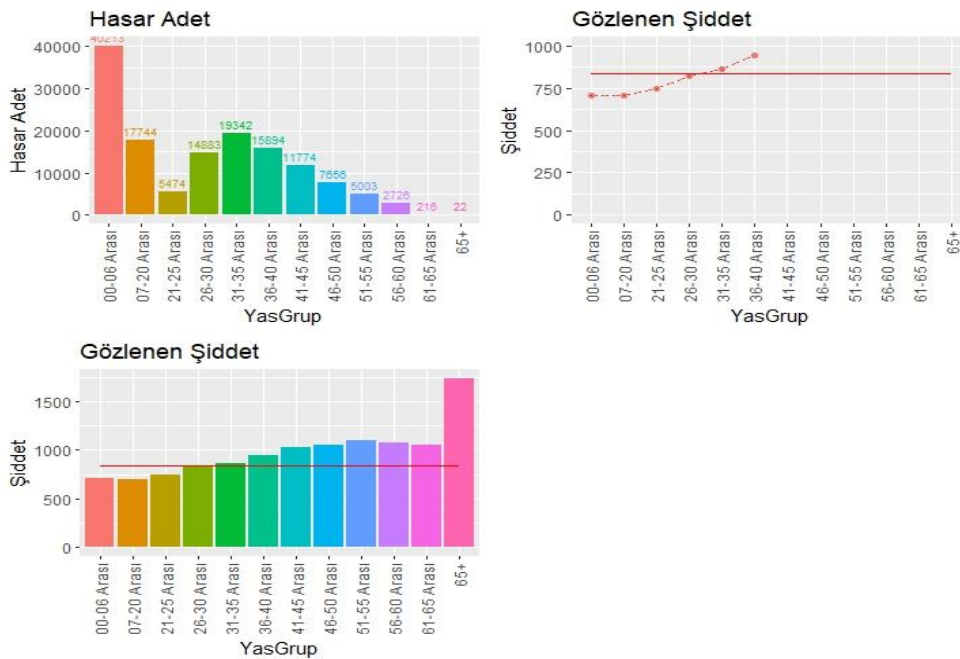 Hasar Adet
Hasar Adet
40000
30000
20000
10000
0
40213
17744
5474
14883
19342
15894
11774
7656
5003
2726
216
22
00-06 Arası
07-20 Arası
21-25 Arası
26-30 Arası
31-35 Arası
36-40 Arası
41-45 Arası
46-50 Arası
51-55 Arası
56-60 Arası
61-65 Arası
65+
YasGrup
Gözlenen Şiddet
Şiddet
1000
750
500
250
0
00-06 Arası
07-20 Arası
21-25 Arası
26-30 Arası
31-35 Arası
36-40 Arası
41-45 Arası
46-50 Arası
51-55 Arası
56-60 Arası
61-65 Arası
65+
YasGrup
Gözlenen Şiddet
Şiddet
1500
1000
500
0
00-06 Arası
07-20 Arası
21-25 Arası
26-30 Arası
31-35 Arası
36-40 Arası
41-45 Arası
46-50 Arası
51-55 Arası
56-60 Arası
61-65 Arası
65+
YasGrup